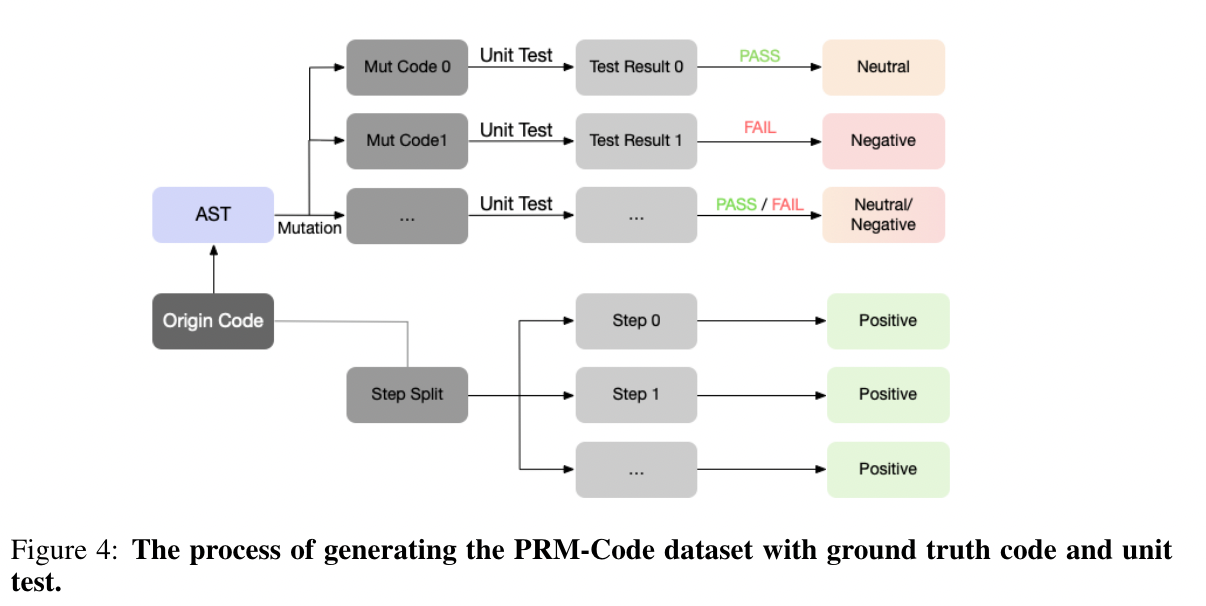 Mut Code 0 Unit Test Test Result 0 PASS Neutral
Mut Code1 Unit Test Test Result 1 FAIL Negative
AST Mutation ... Unit Test ... PASS / FAIL Neutral/
Negative
Origin Code Step 0 Positive
Step Split Step 1 Positive
... Positive
Figure 4: The process of generating the PRM-Code dataset with ground truth code and unit
test.